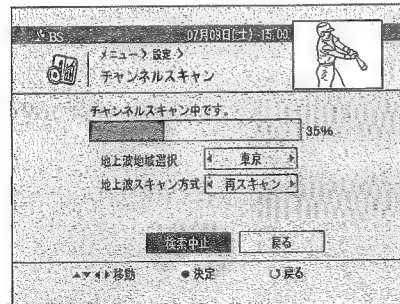 BS 07月09日(土) 15:00
メニュー> 設定 >
チャンネルスキャン
チャンネルスキャン中です。
35%
地上波地域選択 東京
地上波スキャン方式 再スキャン
検索中止 戻る
▲▼◀▶移動 ●決定 ↺戻る